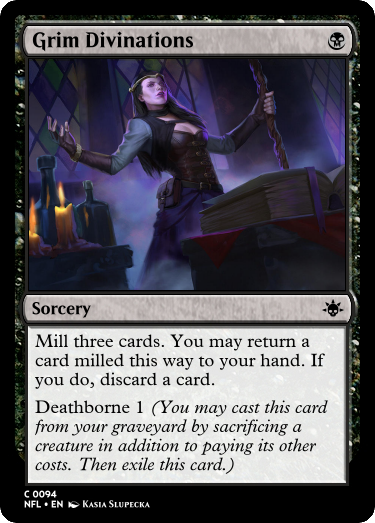 Grim Divinations
Sorcery
Mill three cards. You may return a
card milled this way to your hand. If
you do, discard a card.
Deathborne 1 (You may cast this card
from your graveyard by sacrificing a
creature in addition to paying its other
costs. Then exile this card.)
C 0094
NFL • EN Kasia Slupecka